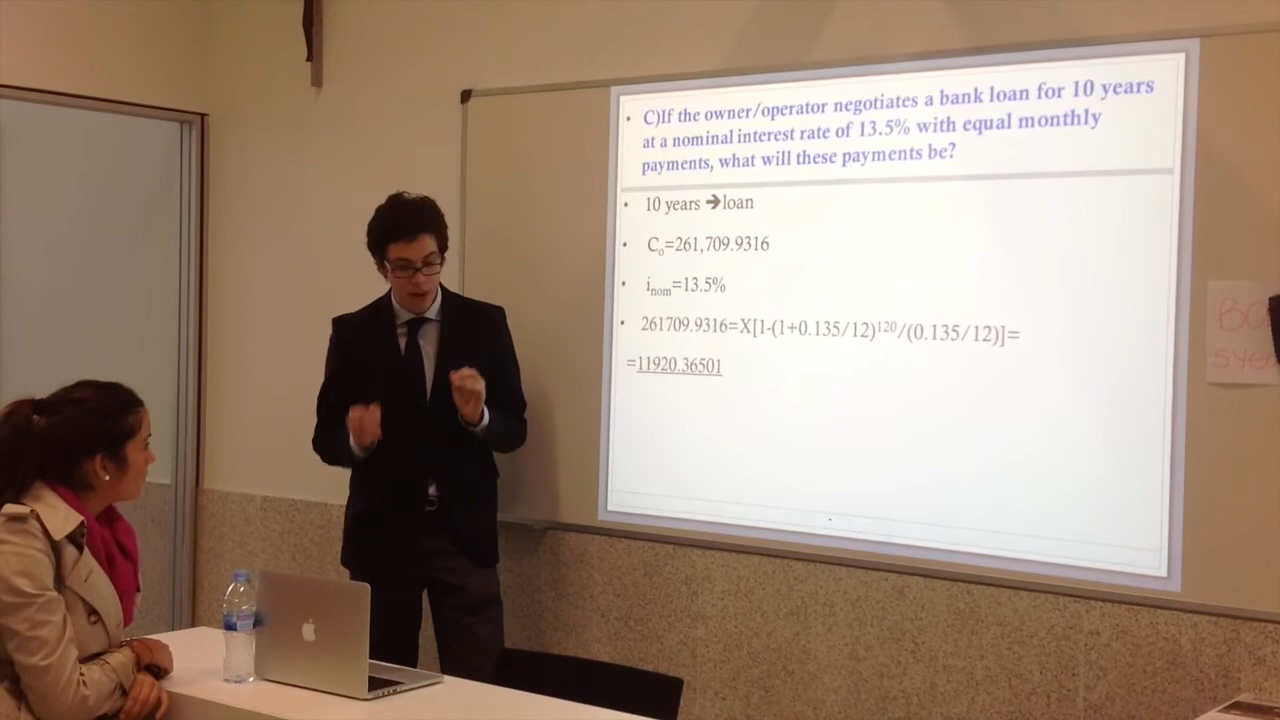 • C)If the owner/operator negotiates a bank loan for 10 years
at a nominal interest rate of 13.5% with equal monthly
payments, what will these payments be?
• 10 years ➔loan
• Co=261,709.9316
• inom=13.5%
• 261709.9316=X[1-(1+0.135/12)¹²⁰/(0.135/12)]=
=11920.36501